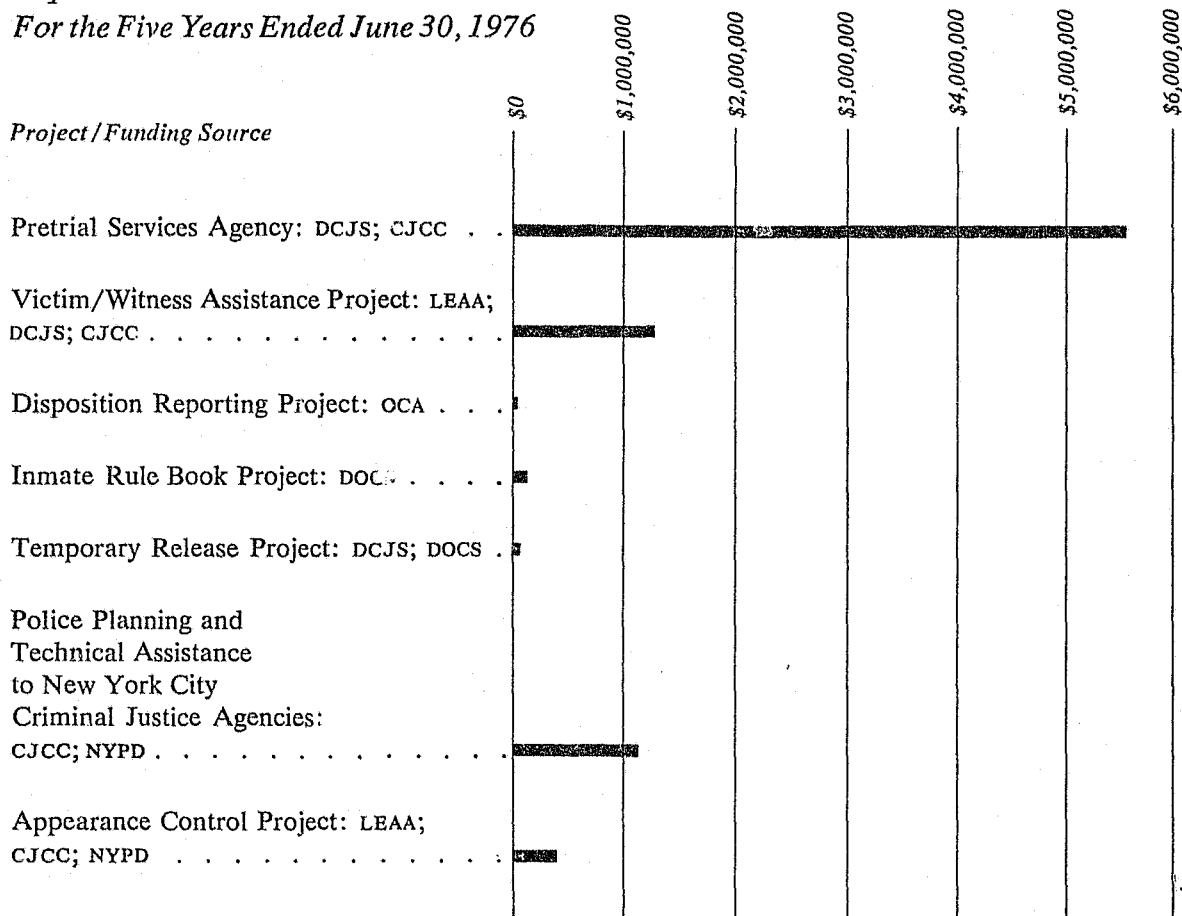 For the Five Years Ended June 30, 1976
$0
$1,000,000
$2,000,000
$3,000,000
$4,000,000
$5,000,000
$6,000,000
Project/Funding Source
Pretrial Services Agency: DCJS; CJCC . .
Victim/Witness Assistance Project: LEAA;
DCJS; CJCC . . . . . . . . . . . . .
Disposition Reporting Project: OCA . . .
Inmate Rule Book Project: . . . .
Temporary Release Project: DCJS; DOCS .
Police Planning and
Technical Assistance
to New York City
Criminal Justice Agencies:
CJCC; NYPD . . . . . . . . . . . . .
Appearance Control Project: LEAA;
CJCC; NYPD . . . . . . . . . . . .